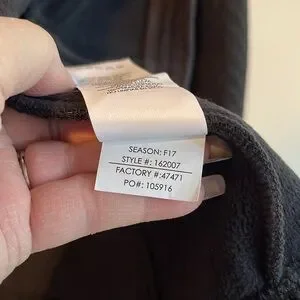 SEASON: F17
STYLE #: 162007
FACTORY #:47471
PO#: 105916